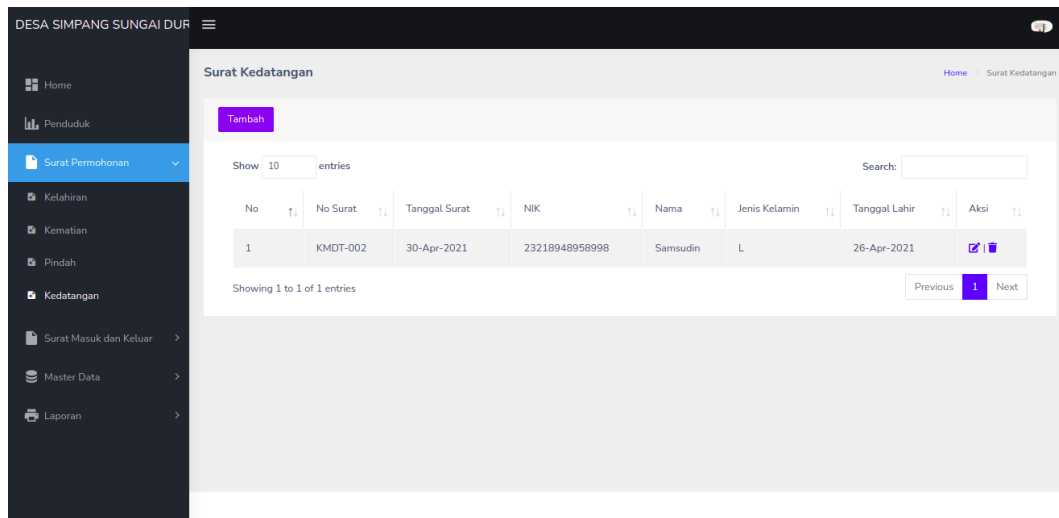 DESA SIMPANG SUNGAI DUR
Surat Kedatangan
Home Surat Kedatangan
Home
Penduduk
Surat Permohonan
Kelahiran
Kematian
Pindah
Kedatangan
Surat Masuk dan Keluar
Master Data
Laporan
Tambah
Show 10 entries
Search:
No No Surat Tanggal Surat NIK Nama Jenis Kelamin Tanggal Lahir Aksi
1 KMDT-002 30-Apr-2021 23218948958998 Samsudin L 26-Apr-2021 |
Showing 1 to 1 of 1 entries
Previous 1 Next